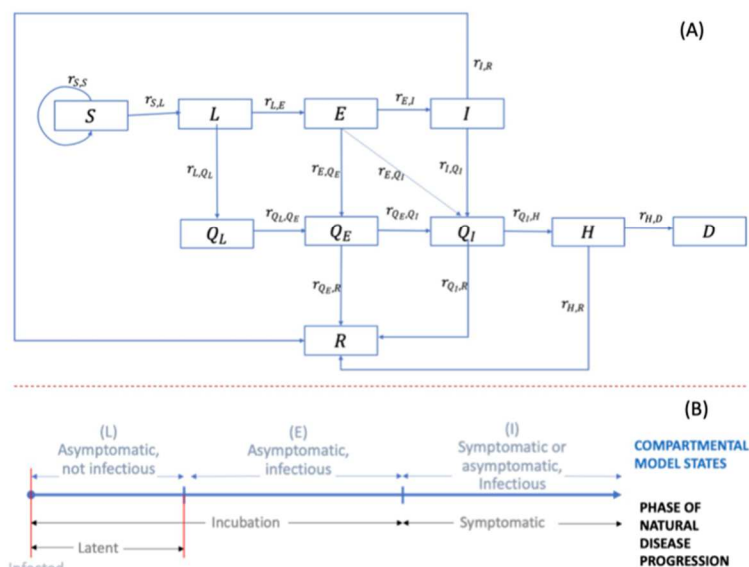 (A)
r_{I,R}
r_{S,S}
r_{S,L}
r_{L,E}
r_{E,I}
S
L
E
I
r_{L,Q_L}
r_{E,Q_E}
r_{E,Q_I}
r_{I,Q_I}
r_{Q_L,Q_E}
r_{Q_E,Q_I}
r_{Q_I,H}
r_{H,D}
Q_L
Q_E
Q_I
H
D
r_{Q_E,R}
r_{Q_I,R}
r_{H,R}
R
(B)
(L)
Asymptomatic,
not infectious
(E)
Asymptomatic,
infectious
(I)
Symptomatic or
asymptomatic,
Infectious
COMPARTMENTAL
MODEL STATES
Incubation
Symptomatic
Latent
PHASE OF
NATURAL
DISEASE
PROGRESSION
Infected